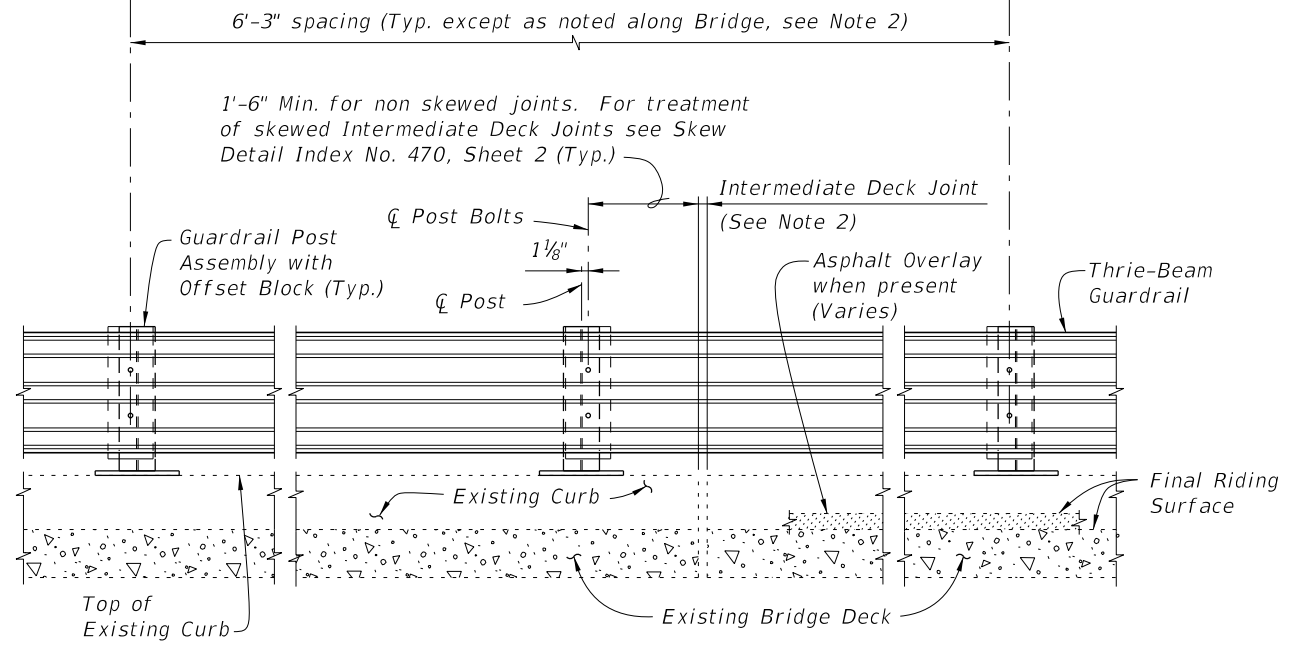 6'-3" spacing (Typ. except as noted along Bridge, see Note 2)
1'-6" Min. for non skewed joints. For treatment
of skewed Intermediate Deck Joints see Skew
Detail Index No. 470, Sheet 2 (Typ.)
Intermediate Deck Joint
(See Note 2)
℄ Post Bolts
Guardrail Post
Assembly with
Offset Block (Typ.)
1⅛"
℄ Post
Asphalt Overlay
when present
(Varies)
Thrie-Beam
Guardrail
Existing Curb
Final Riding
Surface
Top of
Existing Curb
Existing Bridge Deck